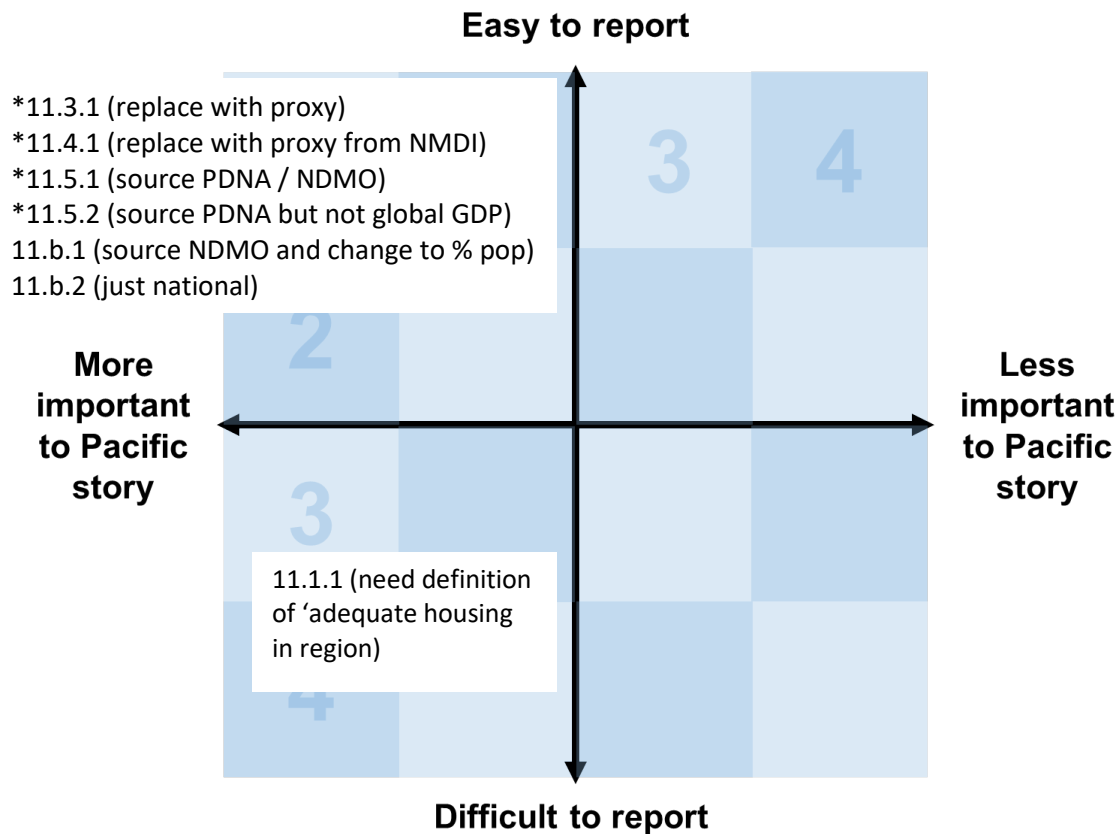 Easy to report
*11.3.1 (replace with proxy)
*11.4.1 (replace with proxy from NMDI)
*11.5.1 (source PDNA / NDMO)
*11.5.2 (source PDNA but not global GDP)
11.b.1 (source NDMO and change to % pop)
11.b.2 (just national)
3
4
2
More
important
to Pacific
story
Less
important
to Pacific
story
3
11.1.1 (need definition
of ‘adequate housing
in region)
4
Difficult to report